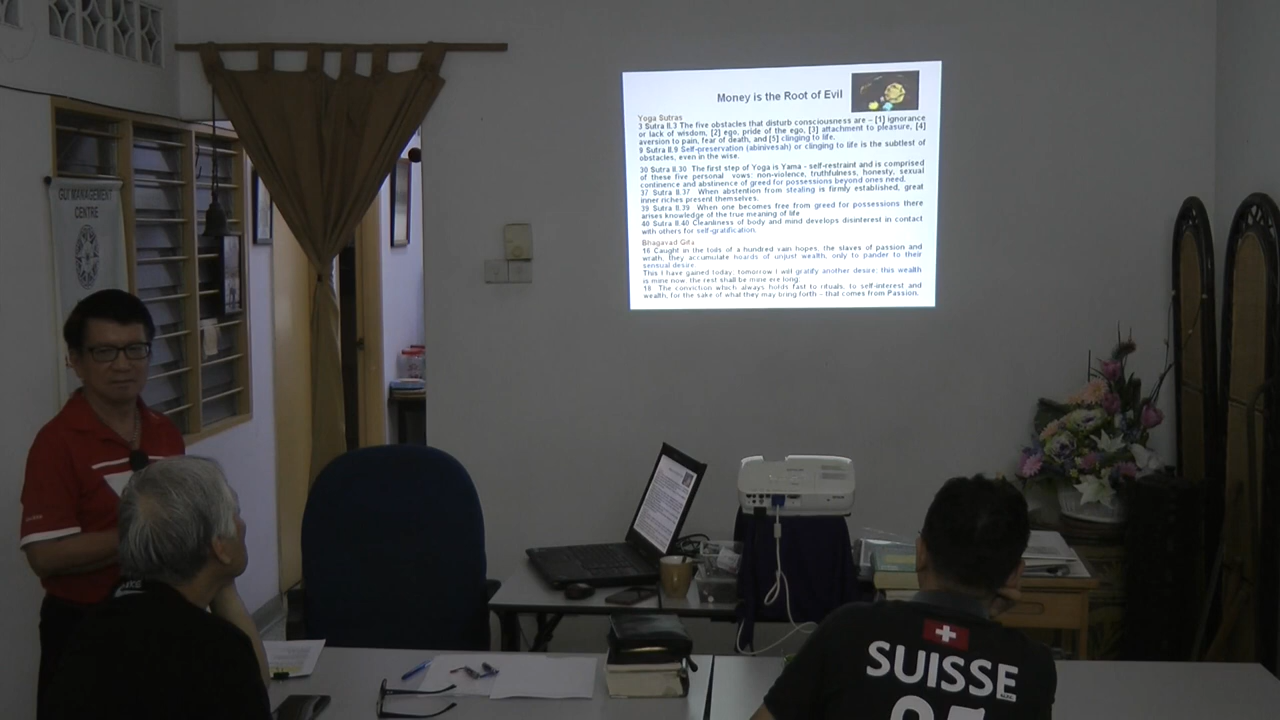 GUI MANAGEMENT
CENTRE
Money is the Root of Evil
Yoga Sutras
3 Sutra II.3 The five obstacles that disturb consciousness are – [1] ignorance
or lack of wisdom, [2] ego, pride of the ego, [3] attachment to pleasure, [4]
aversion to pain, fear of death, and [5] clinging to life.
9 Sutra II.9 Self-preservation (abinivesah) or clinging to life is the subtlest of
obstacles, even in the wise.
30 Sutra II.30 The first step of Yoga is Yama - self-restraint and is comprised
of these five personal vows: non-violence, truthfulness, honesty, sexual
continence and abstinence of greed for possessions beyond ones need.
37 Sutra II.37 When abstention from stealing is firmly established, great
inner riches present themselves.
39 Sutra II.39 When one becomes free from greed for possessions there
arises knowledge of the true meaning of life
40 Sutra II.40 Cleanliness of body and mind develops disinterest in contact
with others for self-gratification.
Bhagavad Gita
16 Caught in the toils of a hundred vain hopes, the slaves of passion and
wrath, they accumulate hoards of unjust wealth, only to pander to their
sensual desire.
This I have gained today; tomorrow I will gratify another desire; this wealth
is mine now, the rest shall be mine ere long;
18 The conviction which always holds fast to rituals, to self-interest and
wealth, for the sake of what they may bring forth – that comes from Passion.
SUISSE